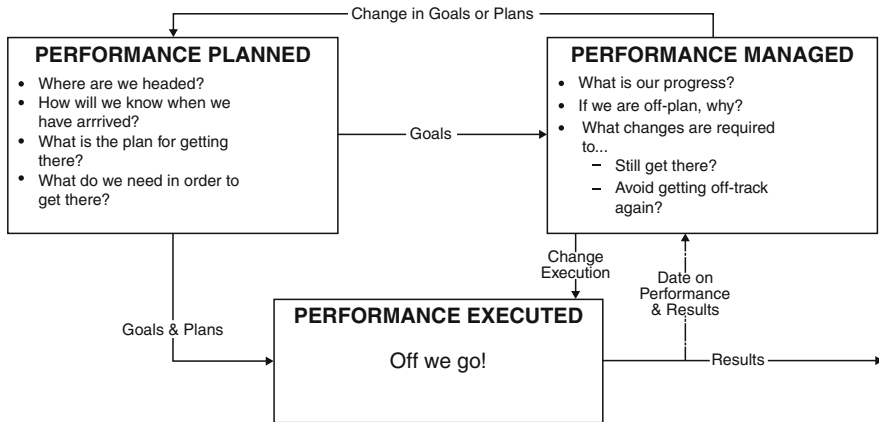 Change in Goals or Plans
PERFORMANCE PLANNED
• Where are we headed?
• How will we know when we
have arrrived?
• What is the plan for getting
there?
• What do we need in order to
get there?
Goals
PERFORMANCE MANAGED
• What is our progress?
• If we are off-plan, why?
• What changes are required
to...
– Still get there?
– Avoid getting off-track
again?
Change
Execution
Date on
Performance
& Results
Goals & Plans
PERFORMANCE EXECUTED
Off we go!
Results